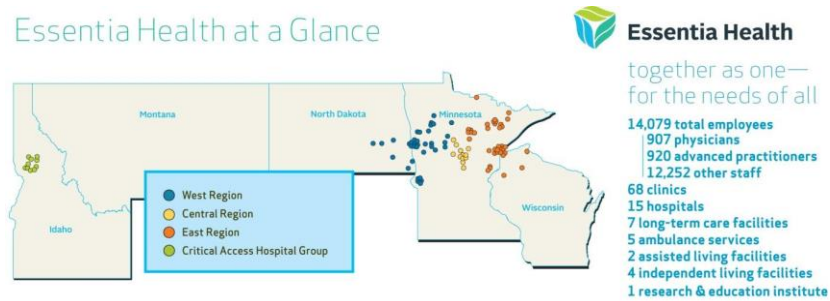 Essentia Health at a Glance
Essentia Health
together as one—
for the needs of all
14,079 total employees
907 physicians
920 advanced practitioners
12,252 other staff
68 clinics
15 hospitals
7 long-term care facilities
5 ambulance services
2 assisted living facilities
4 independent living facilities
1 research & education institute
Montana
North Dakota
Minnesota
Idaho
Wisconsin
West Region
Central Region
East Region
Critical Access Hospital Group